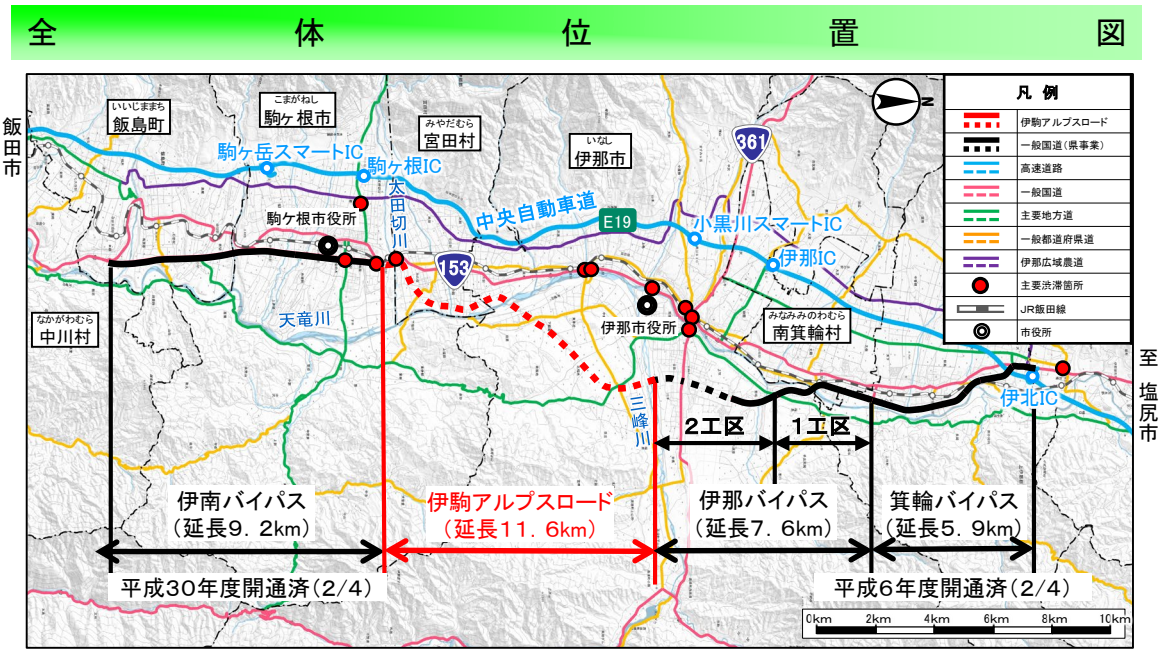 全体位置図
飯田市
いいじままち
飯島町
こまがねし
駒ヶ根市
みやだむら
宮田村
いなし
伊那市
361
N
凡 例
伊駒アルプスロード
一般国道(県事業)
高速道路
一般国道
主要地方道
一般都道府県道
伊那広域農道
主要渋滞箇所
JR飯田線
市役所
駒ヶ岳スマートIC
駒ヶ根IC
太田切川
中央自動車道
E19
小黒川スマートIC
伊那IC
駒ケ根市役所
153
なかがわむら
中川村
天竜川
伊那市役所
みなみみのわむら
南箕輪村
至 塩尻市
伊北IC
三峰川
2工区
1工区
伊南バイパス
(延長9.2km)
伊駒アルプスロード
(延長11.6km)
伊那バイパス
(延長7.6km)
箕輪バイパス
(延長5.9km)
平成30年度開通済(2/4)
平成6年度開通済(2/4)
0km 2km 4km 6km 8km 10km